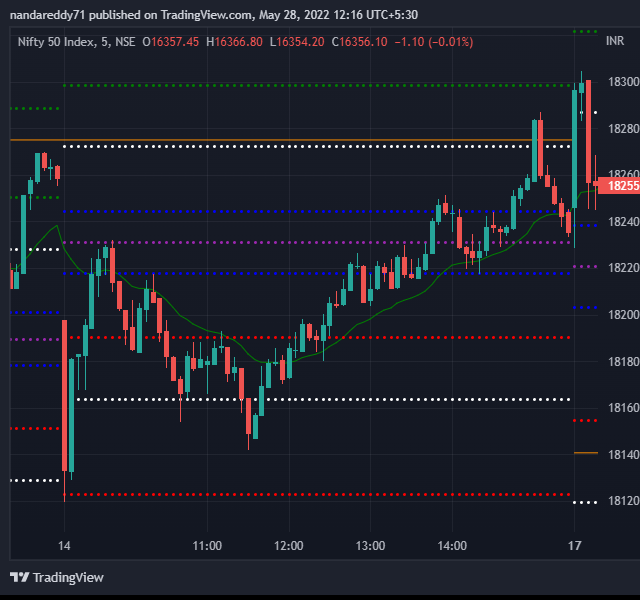 nandareddy71 published on TradingView.com, May 28, 2022 12:16 UTC+5:30
Nifty 50 Index, 5, NSE O16357.45 H16366.80 L16354.20 C16356.10 −1.10 (−0.01%)
INR
18300
18280
18260
18255
18240
18220
18200
18180
18160
18140
18120
14 11:00 12:00 13:00 14:00 17
TradingView